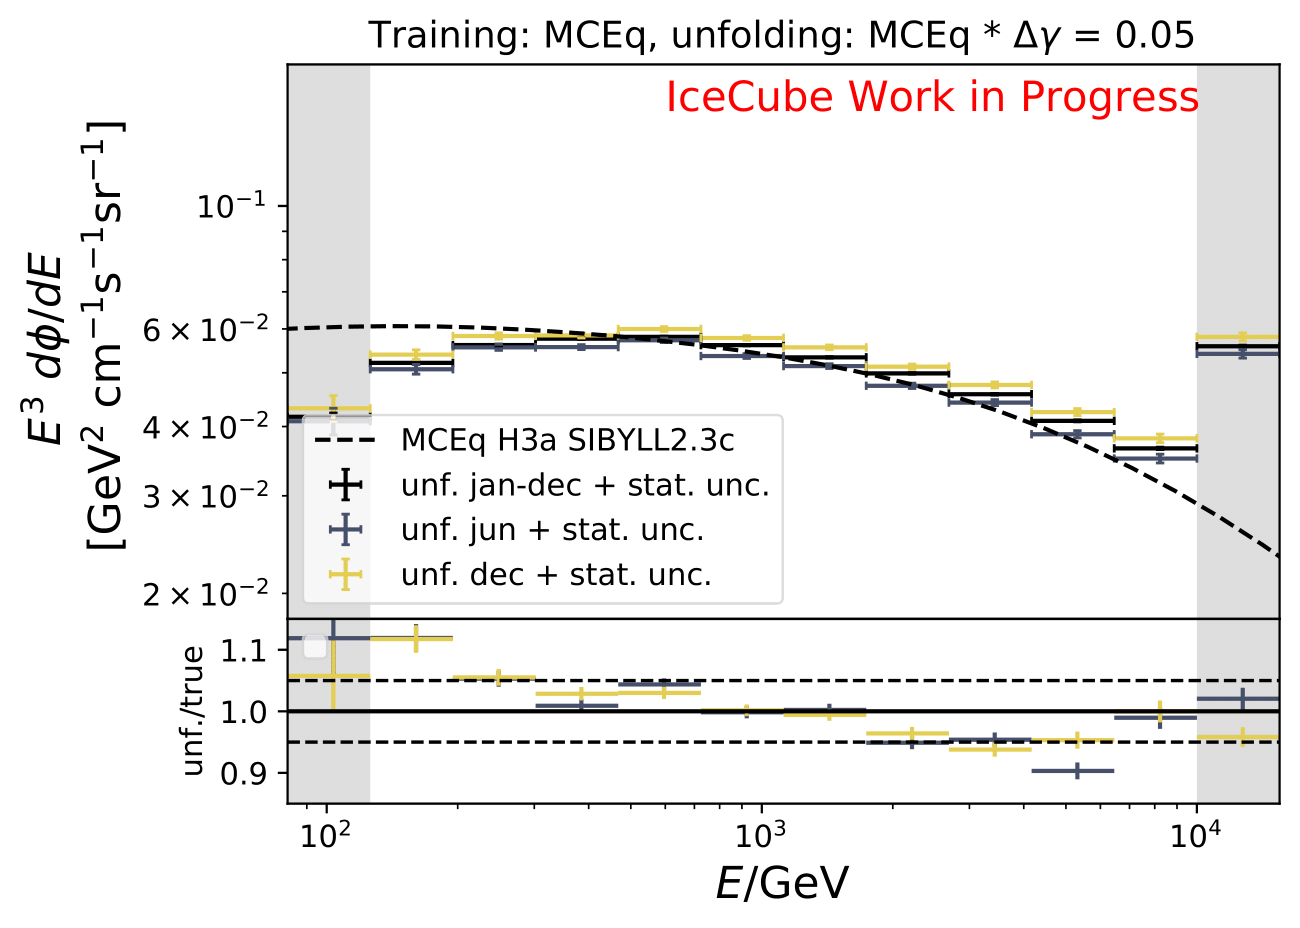 Training: MCEq, unfolding: MCEq * Δγ = 0.05
IceCube Work in Progress
E³ dϕ/dE
[GeV² cm⁻¹s⁻¹sr⁻¹]
10⁻¹
6 × 10⁻²
4 × 10⁻²
3 × 10⁻²
2 × 10⁻²
MCEq H3a SIBYLL2.3c
unf. jan-dec + stat. unc.
unf. jun + stat. unc.
unf. dec + stat. unc.
unf./true
1.1
1.0
0.9
10² 10³ 10⁴
E/GeV